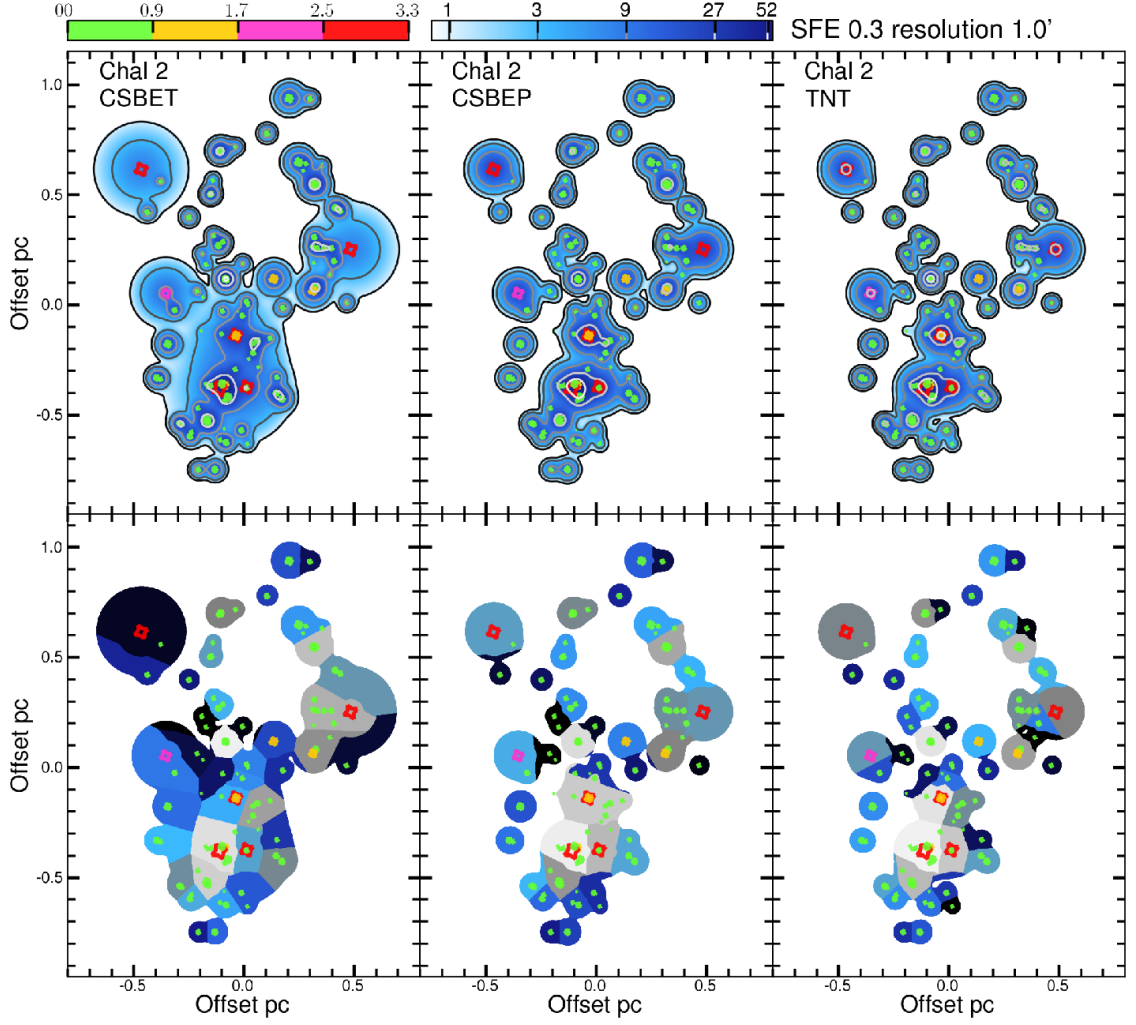 00 0.9 1.7 2.5 3.3 1 3 9 27 52 SFE 0.3 resolution 1.0'
Chal 2
CSBET
Chal 2
CSBEP
Chal 2
TNT
1.0
0.5
0.0
-0.5
Offset pc
1.0
0.5
0.0
-0.5
Offset pc
-0.5 0.0 0.5 -0.5 0.0 0.5 -0.5 0.0 0.5
Offset pc Offset pc Offset pc